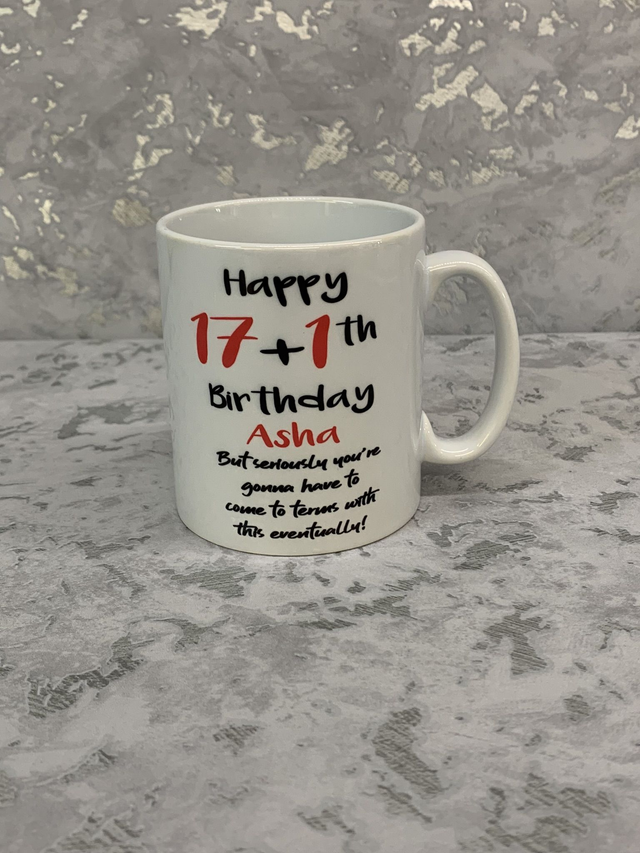 Happy
17+1th
Birthday
Asha
But seriously you're
gonna have to
come to terms with
this eventually!